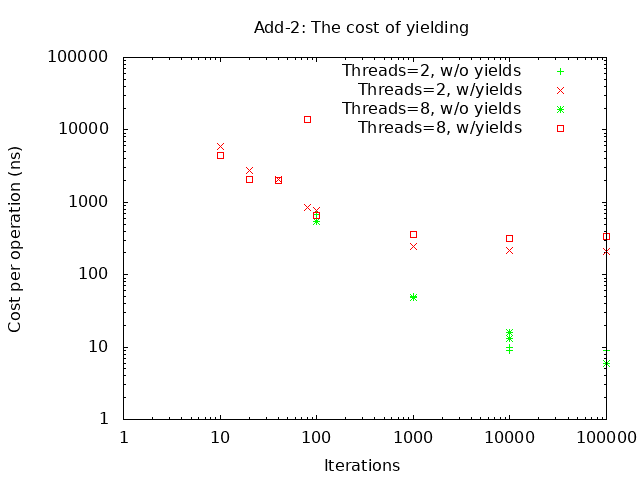 Add-2: The cost of yielding
Threads=2, w/o yields
Threads=2, w/yields
Threads=8, w/o yields
Threads=8, w/yields
Cost per operation (ns)
100000
10000
1000
100
10
1
1 10 100 1000 10000 100000
Iterations